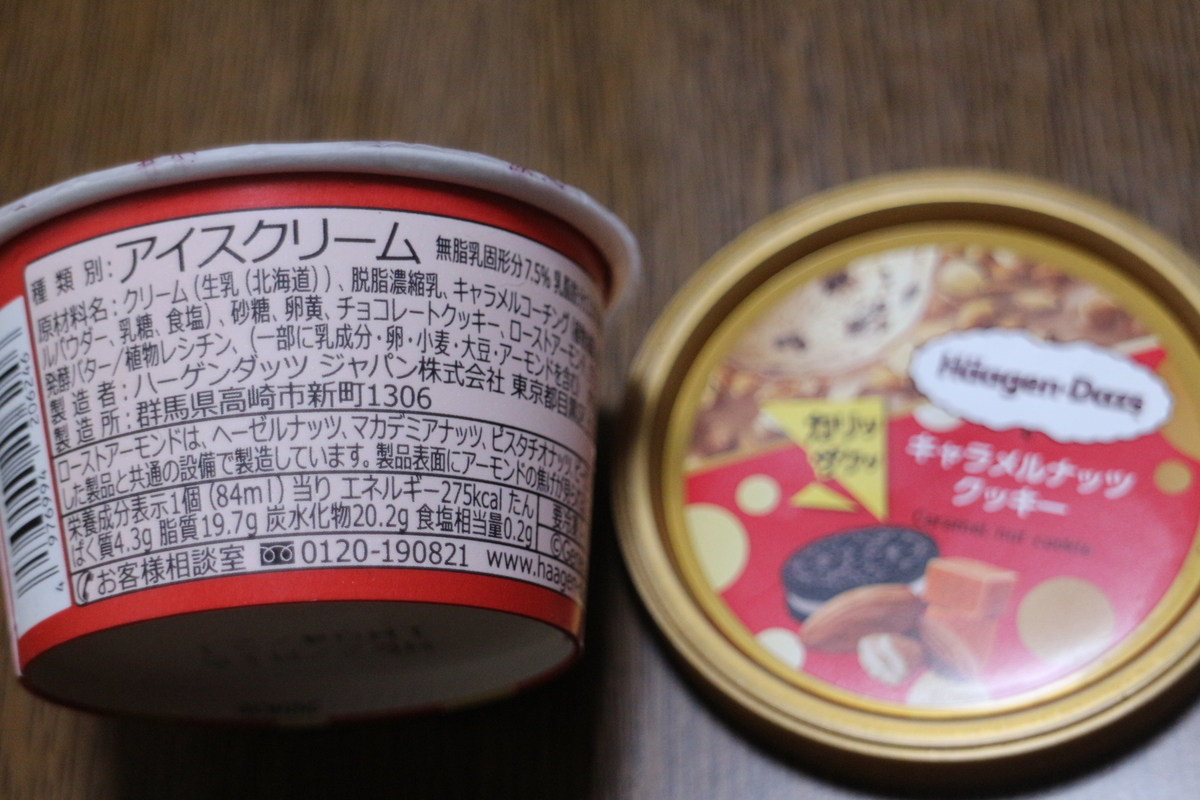 種類別:アイスクリーム 無脂乳固形分7.5%
原材料名:クリーム(生乳(北海道))、脱脂濃縮乳、キャラメルコーチング
ルパウダー、乳糖、食塩)、砂糖、卵黄、チョコレートクッキー、ローストアーモンド
発酵バター/植物レシチン、(一部に乳成分・卵・小麦・大豆・アーモンドを含む)
製造者:ハーゲンダッツ ジャパン株式会社 東京都目黒
製造所:群馬県高崎市新町1306
ローストアーモンドは、ヘーゼルナッツ、マカデミアナッツ、ピスタチオナッツ
した製品と共通の設備で製造しています。製品表面にアーモンドの焦げが
栄養成分表示1個(84ml)当り エネルギー275kcal たん
ぱく質4.3g 脂質19.7g 炭水化物20.2g 食塩相当量0.2g
お客様相談室 0120-190821 www.haagen
4 976994 206246
Häagen-Dazs
カリッ
ザクッ
キャラメルナッツ
クッキー
Caramel nut cookie